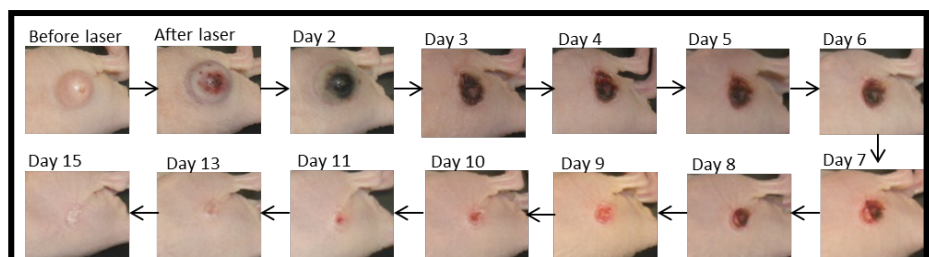 Before laser
After laser
Day 2
Day 3
Day 4
Day 5
Day 6
Day 15
Day 13
Day 11
Day 10
Day 9
Day 8
Day 7